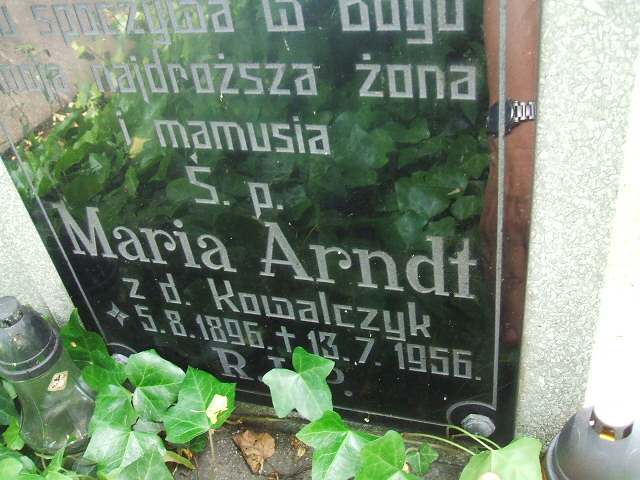 spoczywa w Bogu
moja najdroższa żona
i mamusia
Ś. p.
Maria Arndt
z d. Kowalczyk
✦ 5.8.1896 ✝ 13.7.1956.
R. I. P.